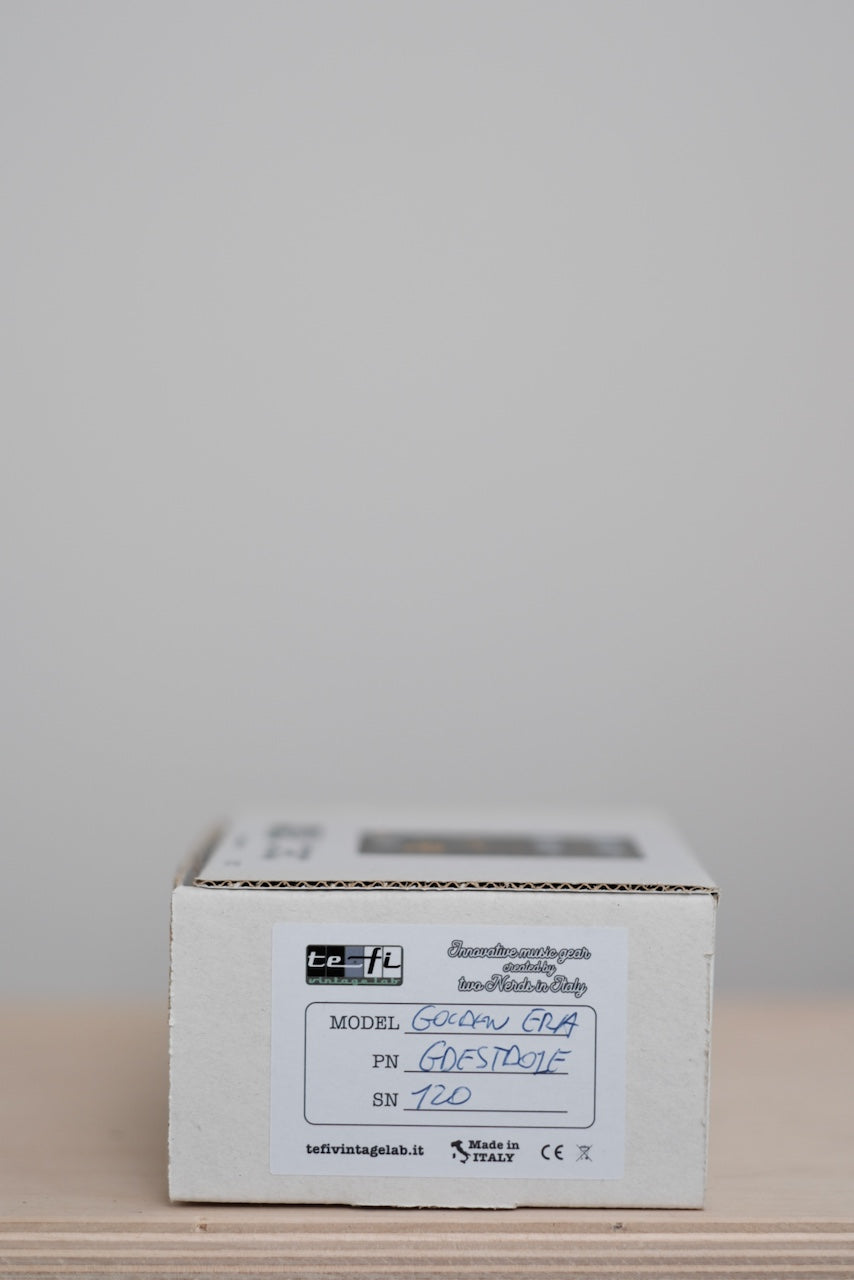 te-fi
vintage lab
Innovative music gear
created by
two Nerds in Italy
MODEL GOLDEN ERA
PN GDESTD01E
SN 120
tefivintagelab.it
Made in
ITALY
CE